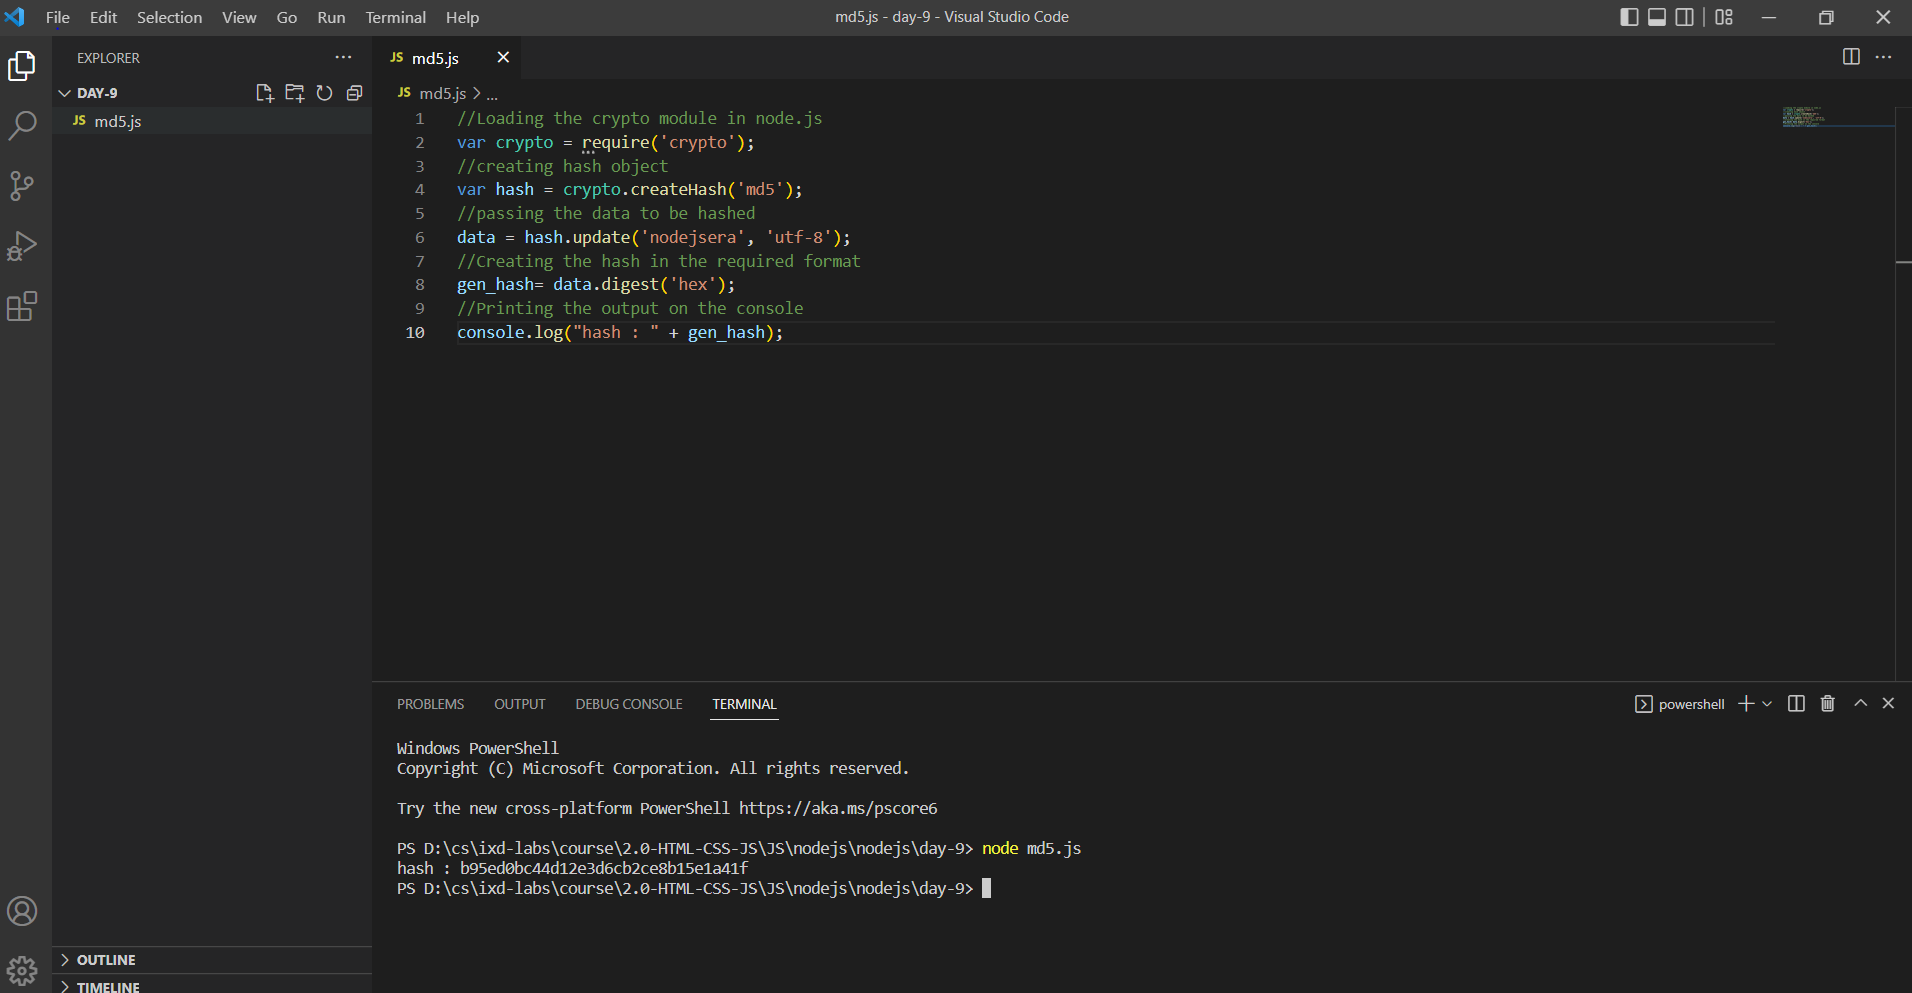 File Edit Selection View Go Run Terminal Help
md5.js - day-9 - Visual Studio Code
EXPLORER
DAY-9
JS md5.js
JS md5.js
JS md5.js > ...
1 //Loading the crypto module in node.js
2 var crypto = require('crypto');
3 //creating hash object
4 var hash = crypto.createHash('md5');
5 //passing the data to be hashed
6 data = hash.update('nodejsera', 'utf-8');
7 //Creating the hash in the required format
8 gen_hash= data.digest('hex');
9 //Printing the output on the console
10 console.log("hash : " + gen_hash);
PROBLEMS OUTPUT DEBUG CONSOLE TERMINAL
powershell
Windows PowerShell
Copyright (C) Microsoft Corporation. All rights reserved.
Try the new cross-platform PowerShell https://aka.ms/pscore6
PS D:\cs\ixd-labs\course\2.0-HTML-CSS-JS\JS\nodejs\nodejs\day-9> node md5.js
hash : b95ed0bc44d12e3d6cb2ce8b15e1a41f
PS D:\cs\ixd-labs\course\2.0-HTML-CSS-JS\JS\nodejs\nodejs\day-9>
OUTLINE
TIMELINE